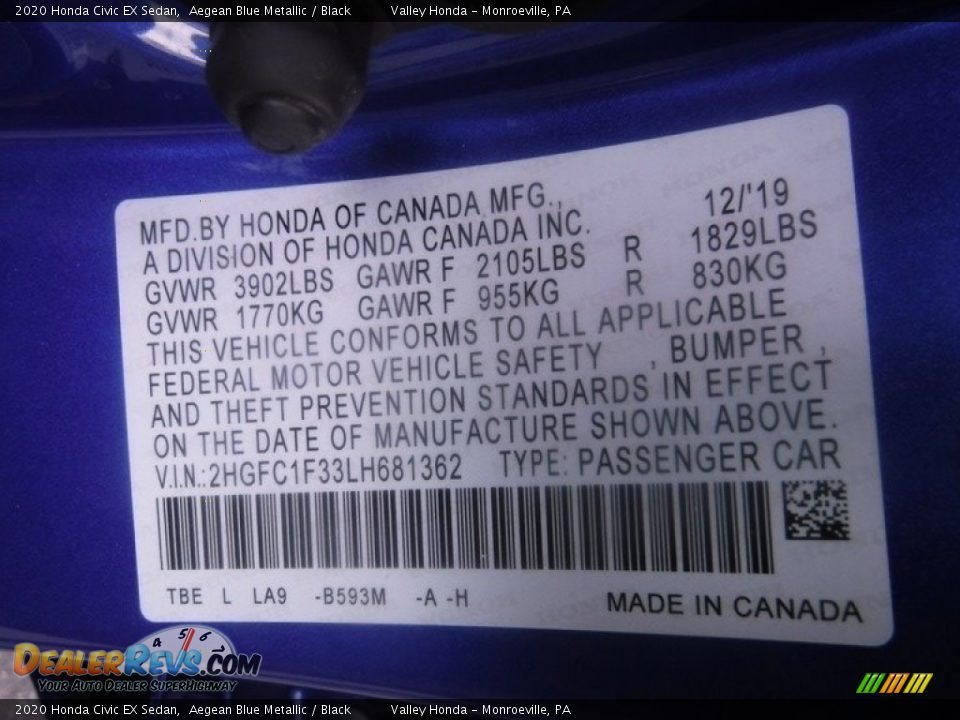 2020 Honda Civic EX Sedan, Aegean Blue Metallic / Black Valley Honda - Monroeville, PA
MFD.BY HONDA OF CANADA MFG., 12/'19
A DIVISION OF HONDA CANADA INC.
GVWR 3902LBS GAWR F 2105LBS R 1829LBS
GVWR 1770KG GAWR F 955KG R 830KG
THIS VEHICLE CONFORMS TO ALL APPLICABLE
FEDERAL MOTOR VEHICLE SAFETY , BUMPER ,
AND THEFT PREVENTION STANDARDS IN EFFECT
ON THE DATE OF MANUFACTURE SHOWN ABOVE.
V.I.N.:2HGFC1F33LH681362 TYPE: PASSENGER CAR
TBE L LA9 -B593M -A -H MADE IN CANADA
4 5 6
DEALERREVS.COM
YOUR AUTO DEALER SUPERHIGHWAY
2020 Honda Civic EX Sedan, Aegean Blue Metallic / Black Valley Honda - Monroeville, PA